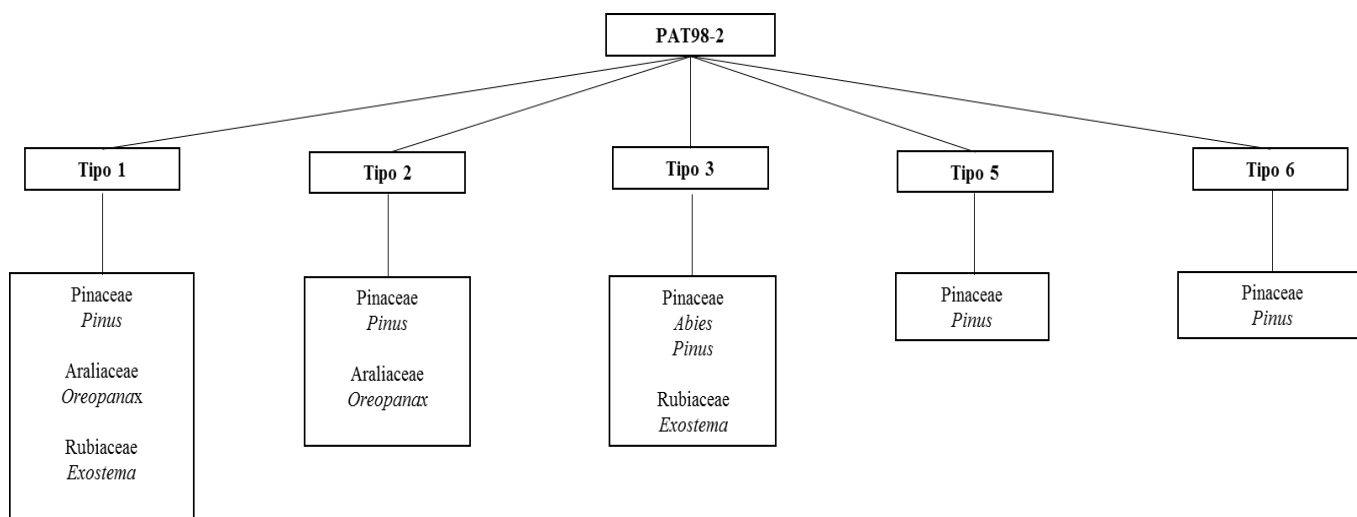 PAT98-2
Tipo 1
Tipo 2
Tipo 3
Tipo 5
Tipo 6
Pinaceae
Pinus
Araliaceae
Oreopanax
Rubiaceae
Exostema
Pinaceae
Pinus
Araliaceae
Oreopanax
Pinaceae
Abies
Pinus
Rubiaceae
Exostema
Pinaceae
Pinus
Pinaceae
Pinus